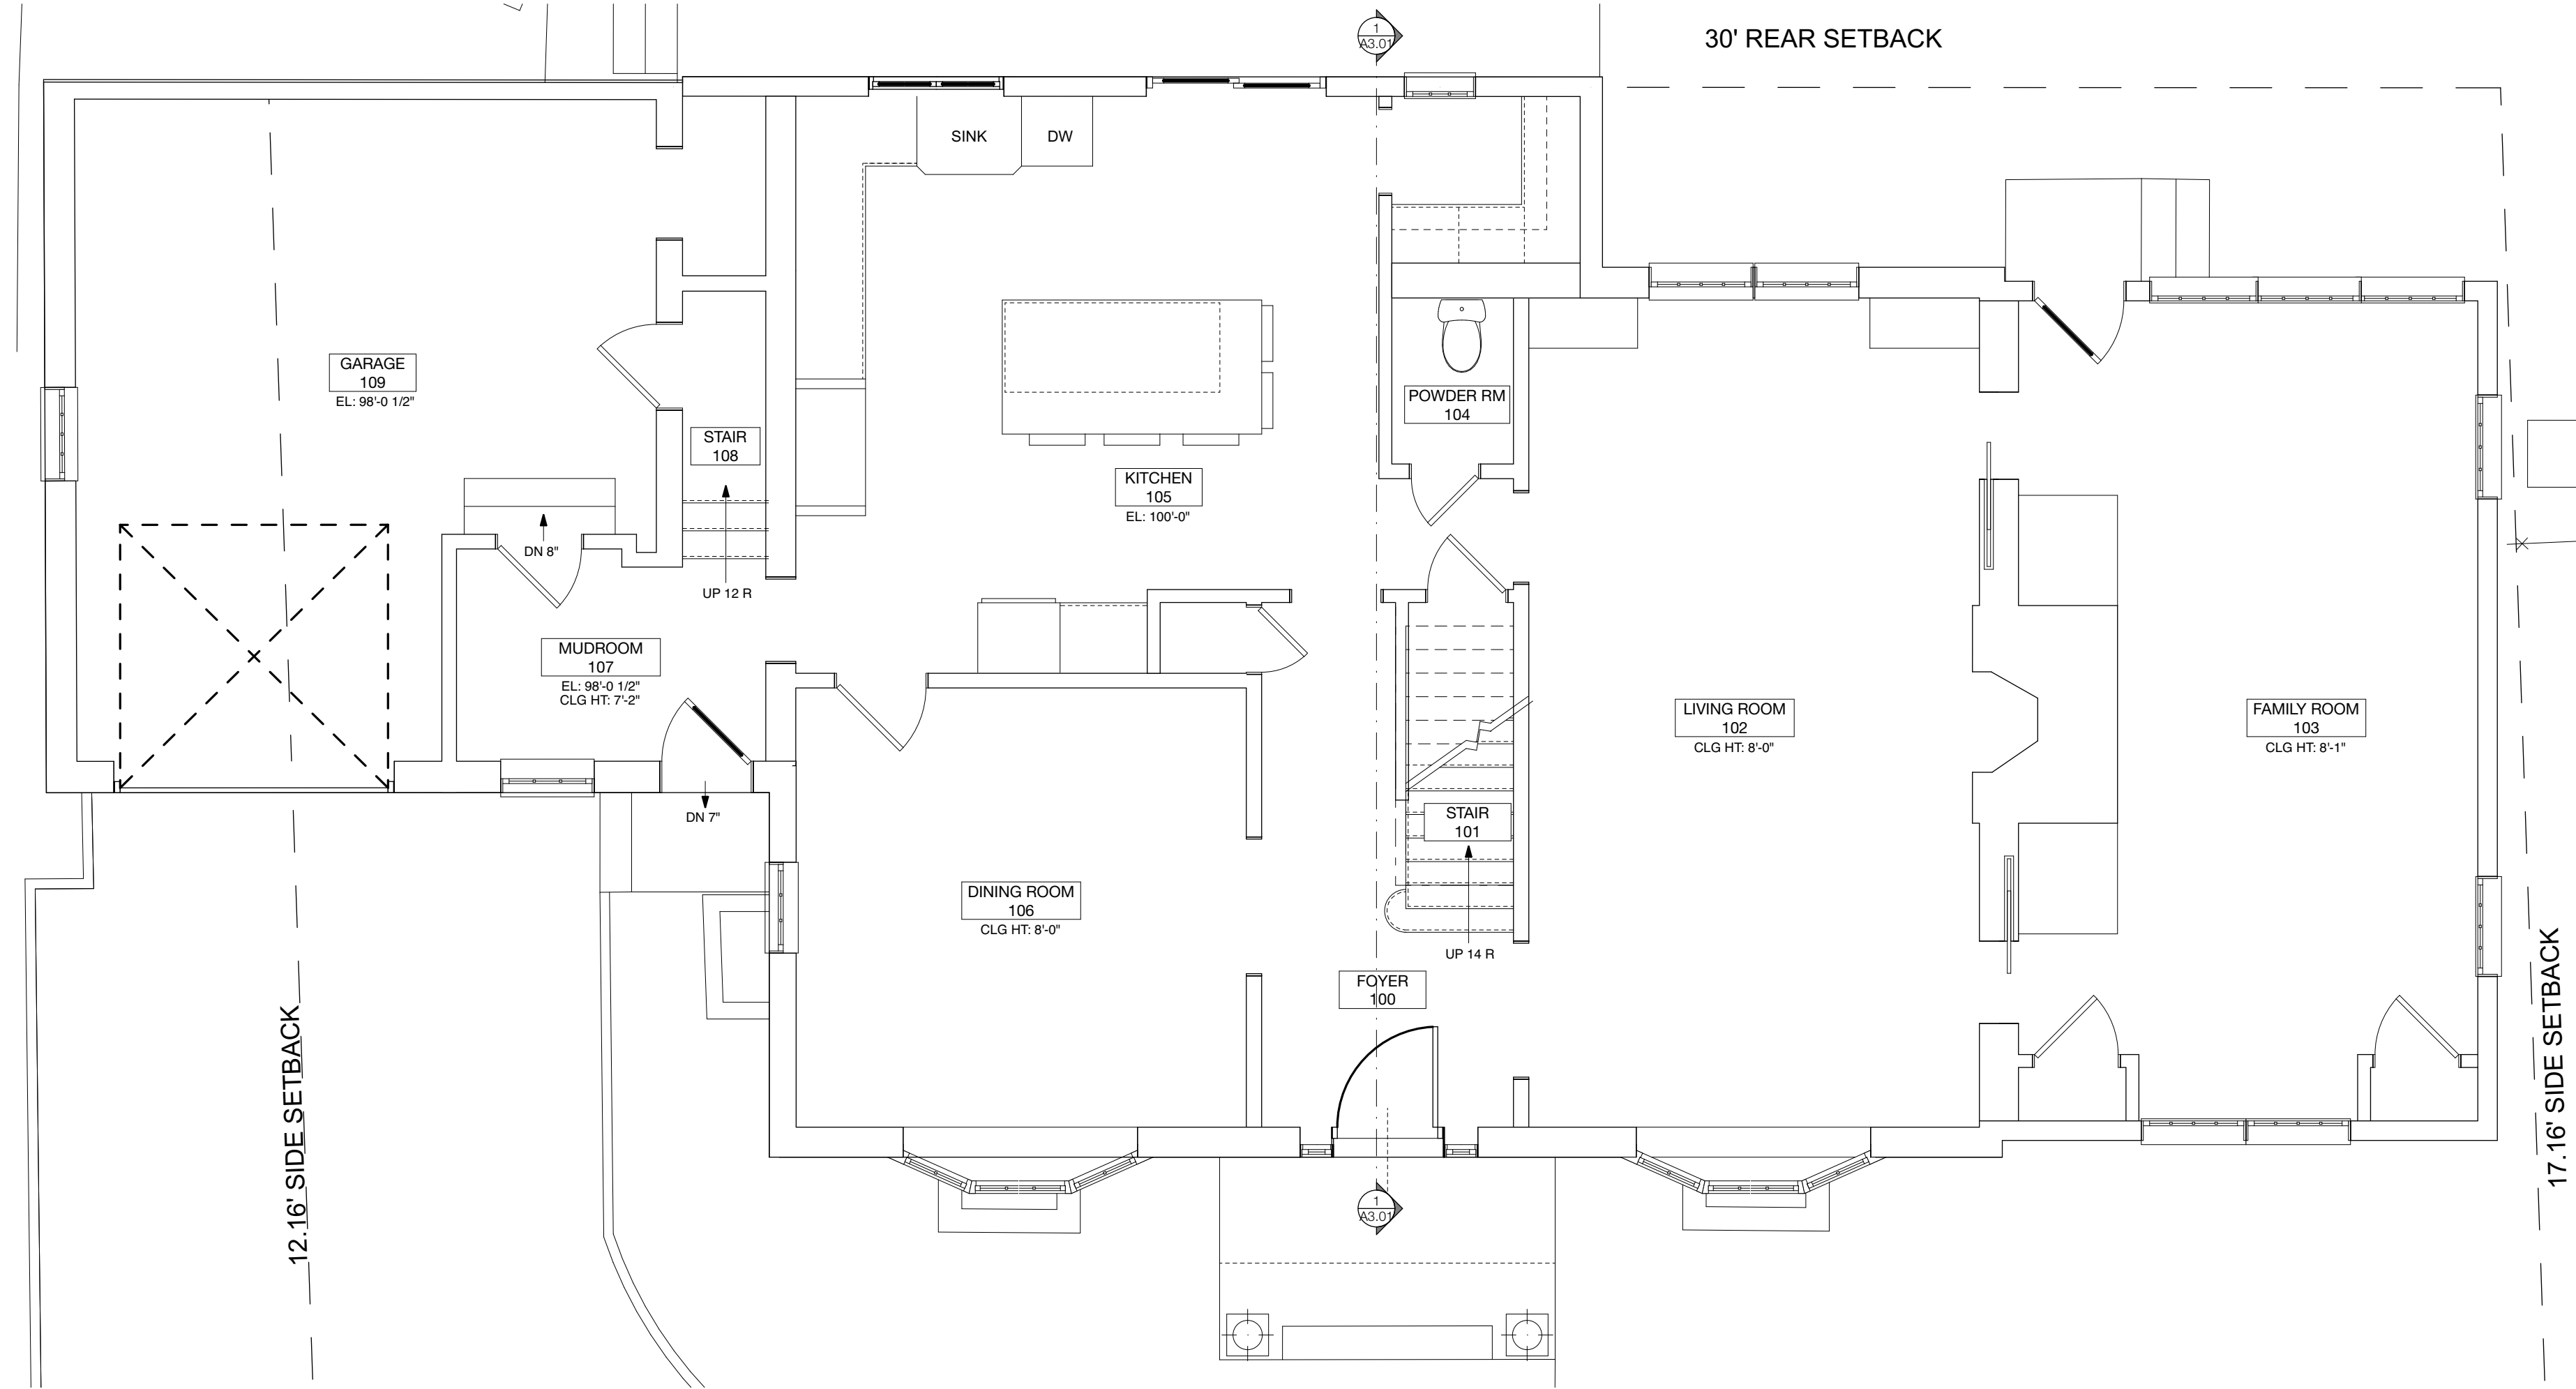 1
A3.01
30' REAR SETBACK
SINK
DW
GARAGE
109
EL: 98'-0 1/2"
STAIR
108
POWDER RM
104
KITCHEN
105
EL: 100'-0"
DN 8"
UP 12 R
MUDROOM
107
EL: 98'-0 1/2"
CLG HT: 7'-2"
DN 7"
LIVING ROOM
102
CLG HT: 8'-0"
FAMILY ROOM
103
CLG HT: 8'-1"
STAIR
101
UP 14 R
DINING ROOM
106
CLG HT: 8'-0"
FOYER
100
12.16' SIDE SETBACK
17.16' SIDE SETBACK
1
A3.01